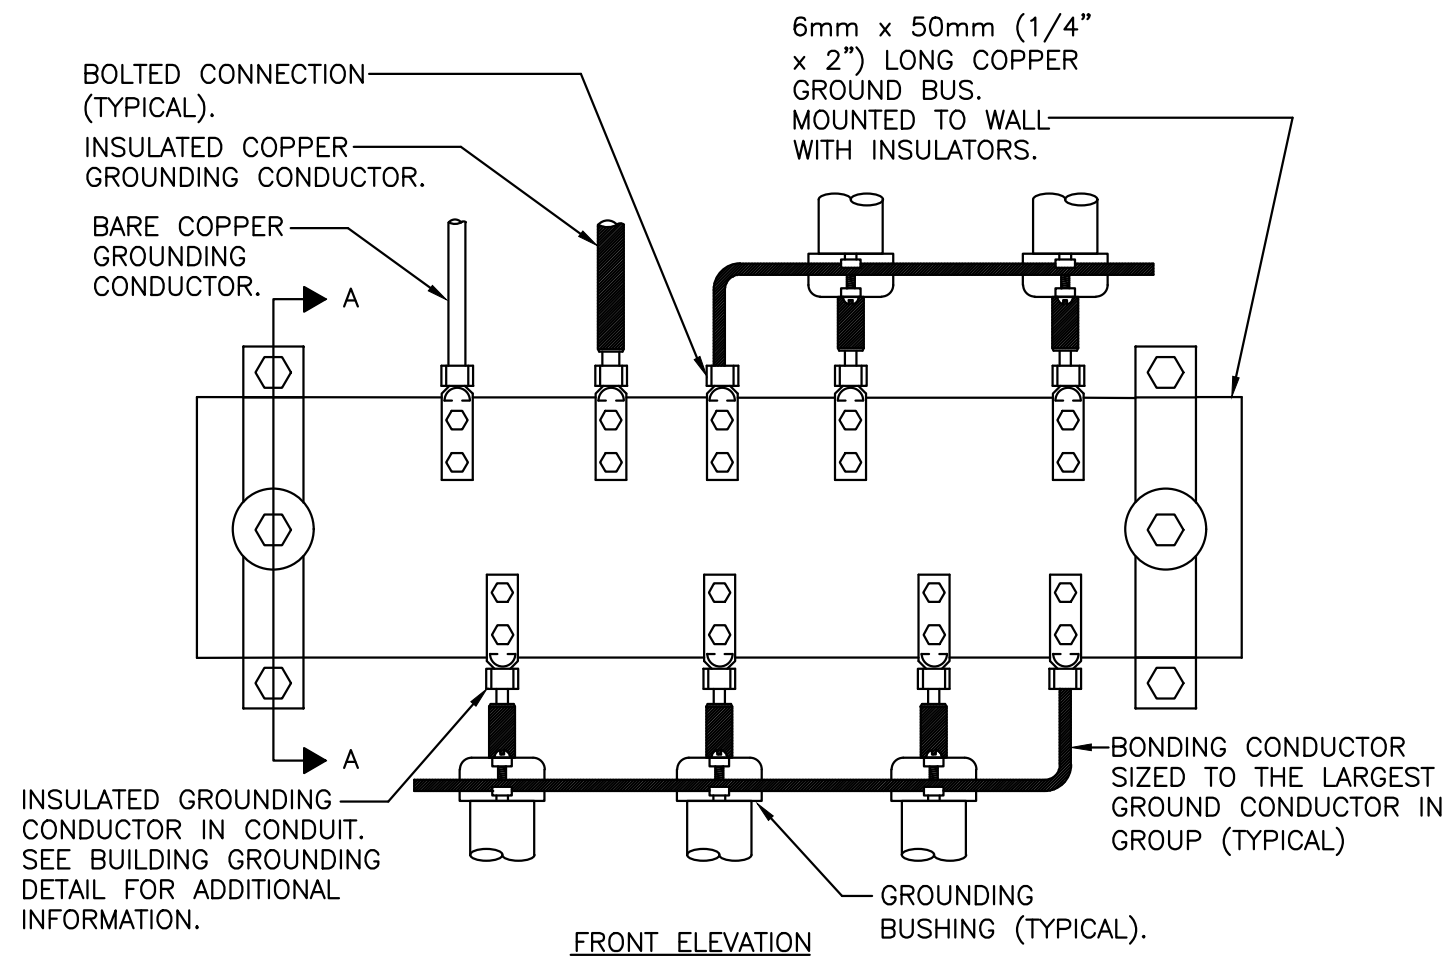 6mm x 50mm (1/4”
x 2”) LONG COPPER
GROUND BUS.
MOUNTED TO WALL
WITH INSULATORS.
BOLTED CONNECTION
(TYPICAL).
INSULATED COPPER
GROUNDING CONDUCTOR.
BARE COPPER
GROUNDING
CONDUCTOR.
A
A
BONDING CONDUCTOR
SIZED TO THE LARGEST
GROUND CONDUCTOR IN
GROUP (TYPICAL)
INSULATED GROUNDING
CONDUCTOR IN CONDUIT.
SEE BUILDING GROUNDING
DETAIL FOR ADDITIONAL
INFORMATION.
GROUNDING
BUSHING (TYPICAL).
FRONT ELEVATION